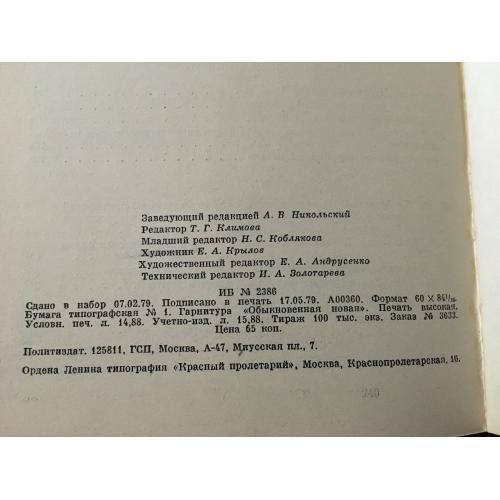 Заведующий редакцией А. В. Никольский
Редактор Т. Г. Климова
Младший редактор Н. С. Коблякова
Художник Е. А. Крылов
Художественный редактор Е. А. Андрусенко
Технический редактор И. А. Золотарева
ИБ № 2386
Сдано в набор 07.02.79. Подписано в печать 17.05.79. А00360. Формат 60 × 84 1/16.
Бумага типографская № 1. Гарнитура «Обыкновенная новая». Печать высокая.
Условн. печ. л. 14,88. Учетно-изд. л. 15,88. Тираж 100 тыс. экз. Заказ № 3633.
Цена 65 коп.
Политиздат. 125811, ГСП, Москва, А-47, Миусская пл., 7.
Ордена Ленина типография «Красный пролетарий», Москва, Краснопролетарская, 16.
240